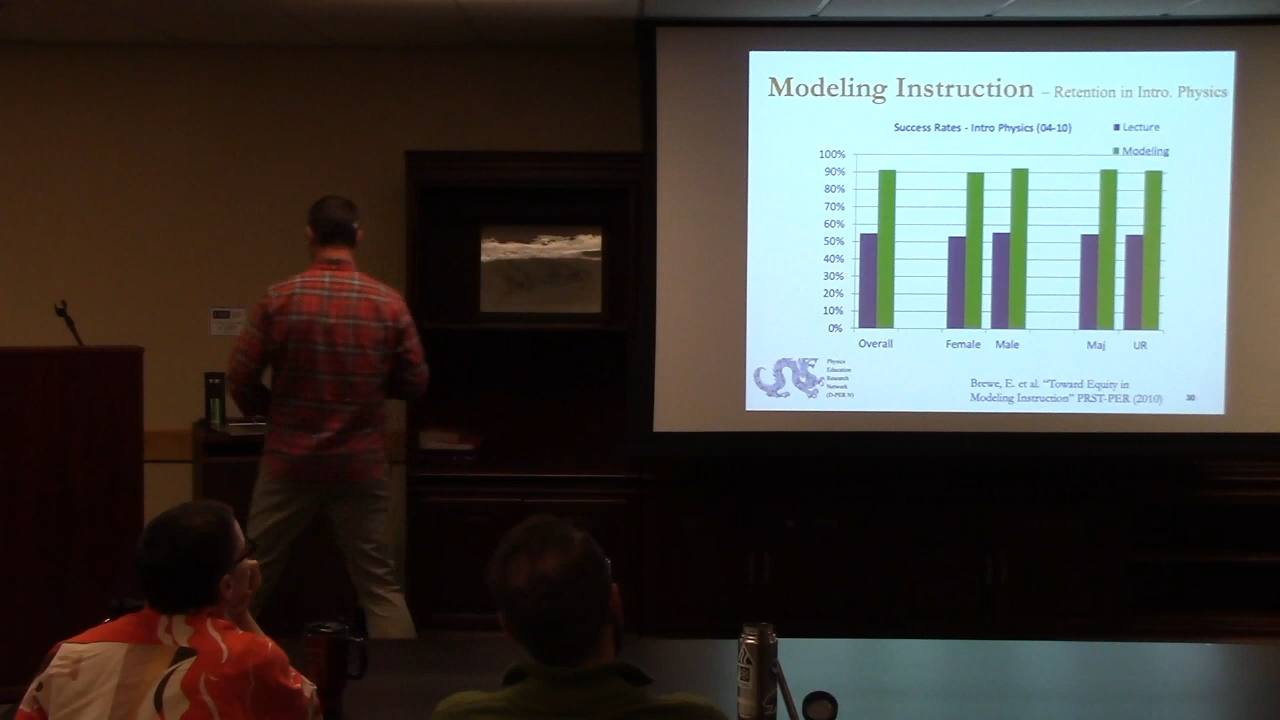 Modeling Instruction – Retention in Intro. Physics
Success Rates - Intro Physics (04-10)
Lecture
Modeling
100%
90%
80%
70%
60%
50%
40%
30%
20%
10%
0%
Overall
Female
Male
Maj
UR
Physics
Education
Research
Network
(D-PER N)
Brewe, E. et al. “Toward Equity in
Modeling Instruction” PRST-PER (2010)
30